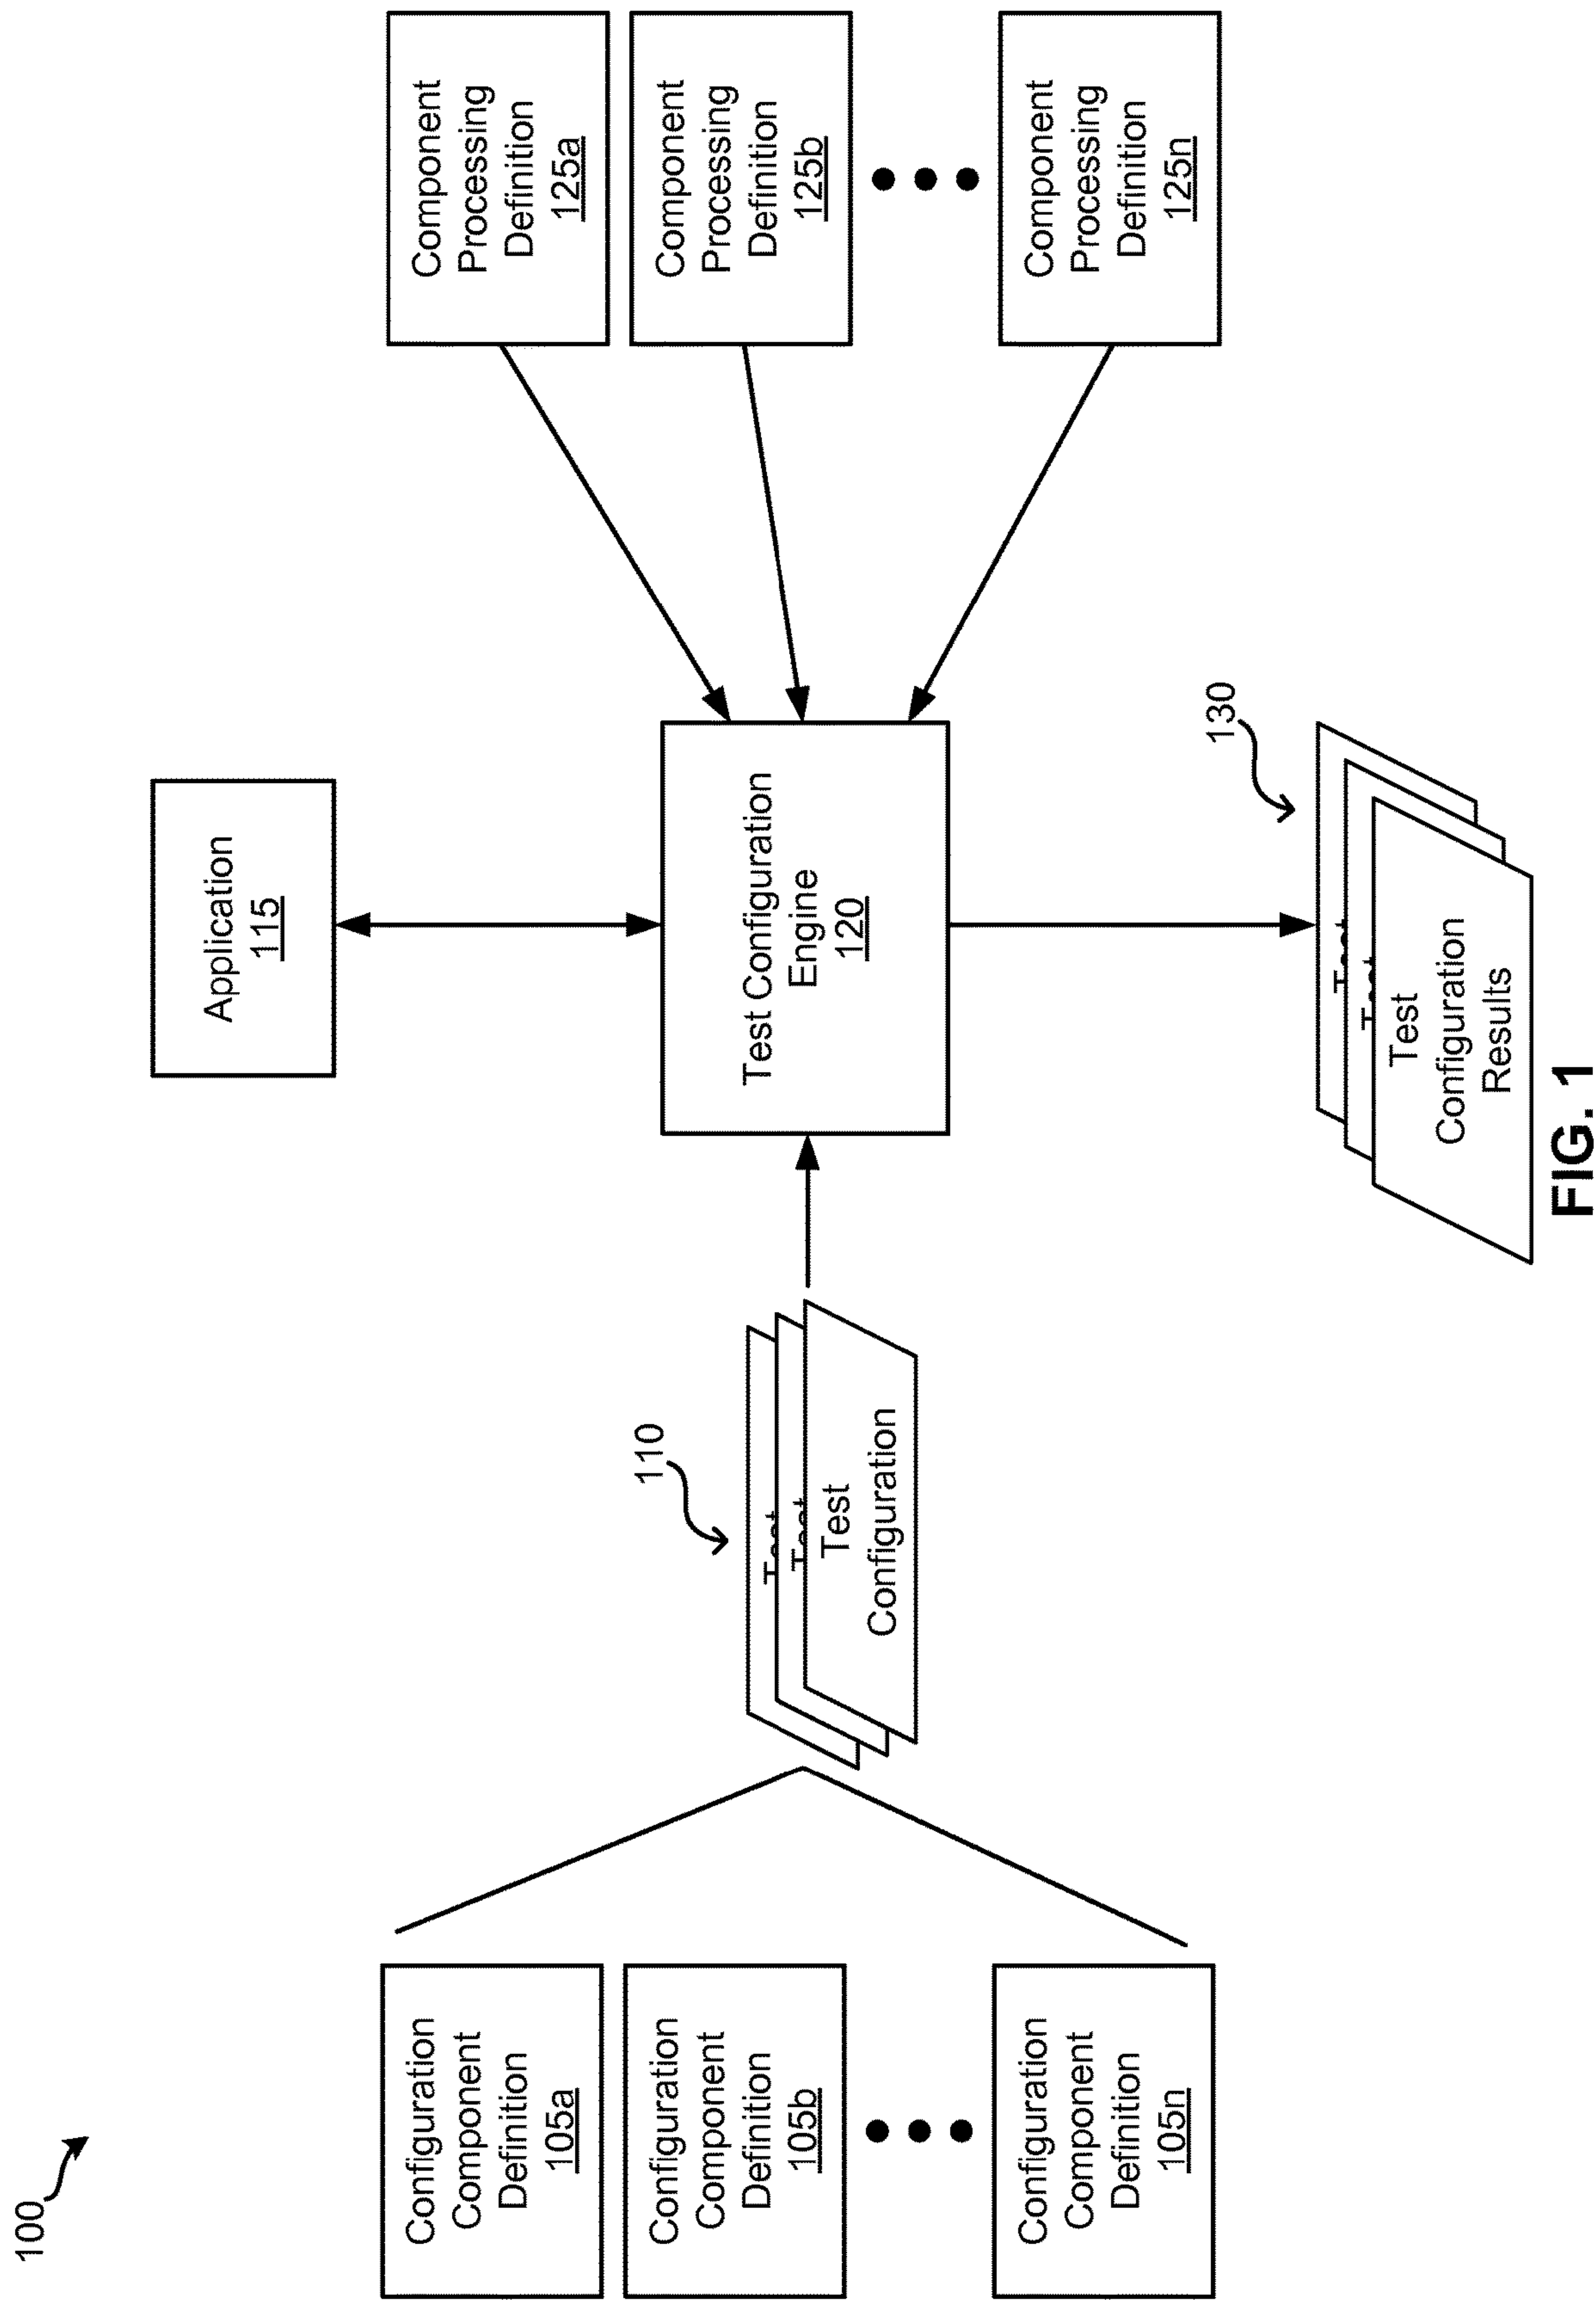 100
Application
115
Configuration
Component
Definition
105a
Configuration
Component
Definition
105b
Configuration
Component
Definition
105n
110
Test
Configuration
Test Configuration
Engine
120
Component
Processing
Definition
125a
Component
Processing
Definition
125b
Component
Processing
Definition
125n
130
Test
Configuration
Results
FIG. 1